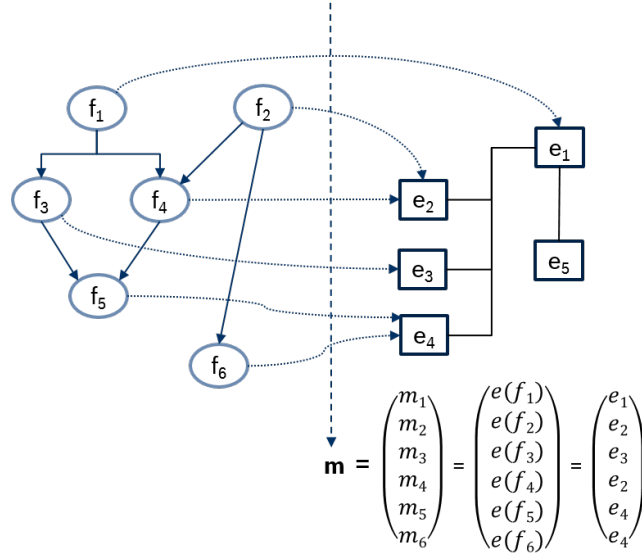 f₁
f₂
e₁
f₃
f₄
e₂
e₃
e₅
f₅
e₄
f₆
m = (m₁ m₂ m₃ m₄ m₅ m₆) = (e(f₁) e(f₂) e(f₃) e(f₄) e(f₅) e(f₆)) = (e₁ e₂ e₃ e₂ e₄ e₄)